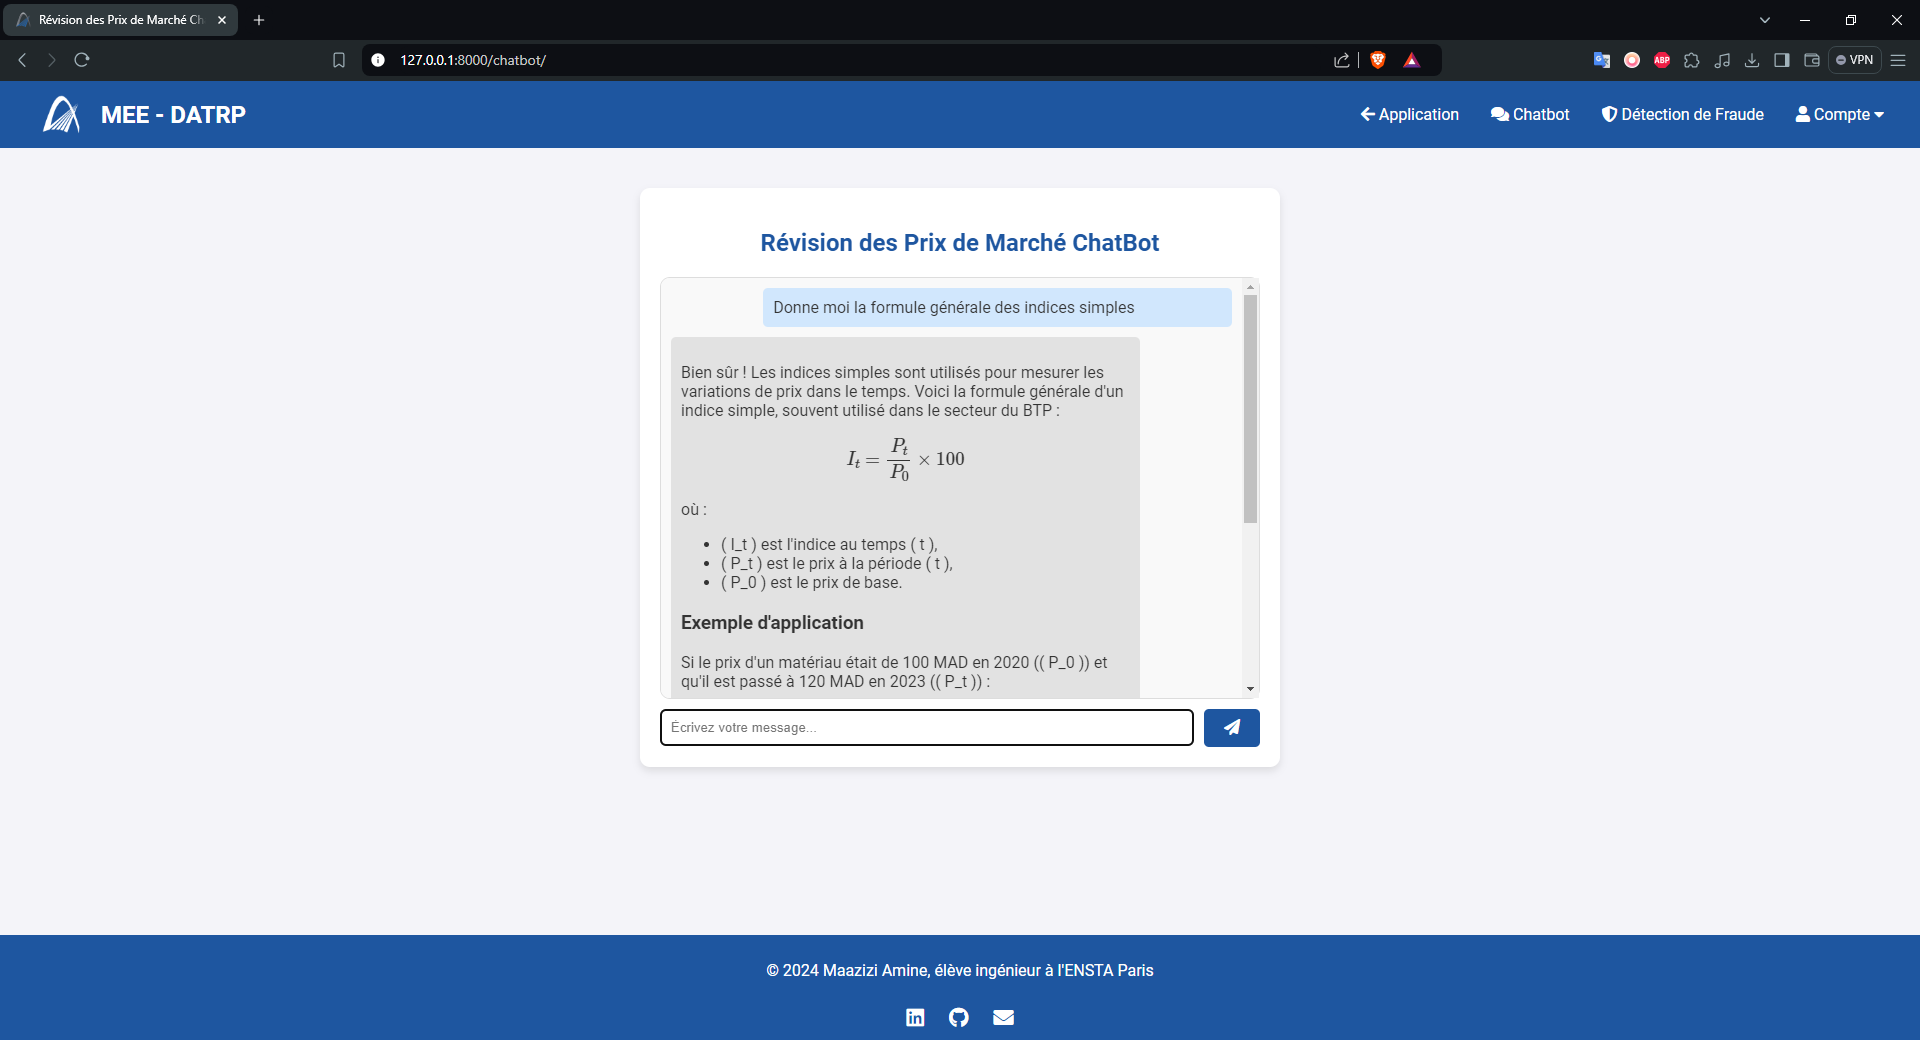 Révision des Prix de Marché Ch
127.0.0.1:8000/chatbot/
ABP
VPN
MEE - DATRP
Application
Chatbot
Détection de Fraude
Compte
Révision des Prix de Marché ChatBot
Donne moi la formule générale des indices simples
Bien sûr ! Les indices simples sont utilisés pour mesurer les
variations de prix dans le temps. Voici la formule générale d'un
indice simple, souvent utilisé dans le secteur du BTP :
I_t = P_t / P_0 × 100
où :
• ( I_t ) est l'indice au temps ( t ),
• ( P_t ) est le prix à la période ( t ),
• ( P_0 ) est le prix de base.
Exemple d'application
Si le prix d'un matériau était de 100 MAD en 2020 (( P_0 )) et
qu'il est passé à 120 MAD en 2023 (( P_t )) :
Écrivez votre message...
© 2024 Maazizi Amine, élève ingénieur à l'ENSTA Paris
in